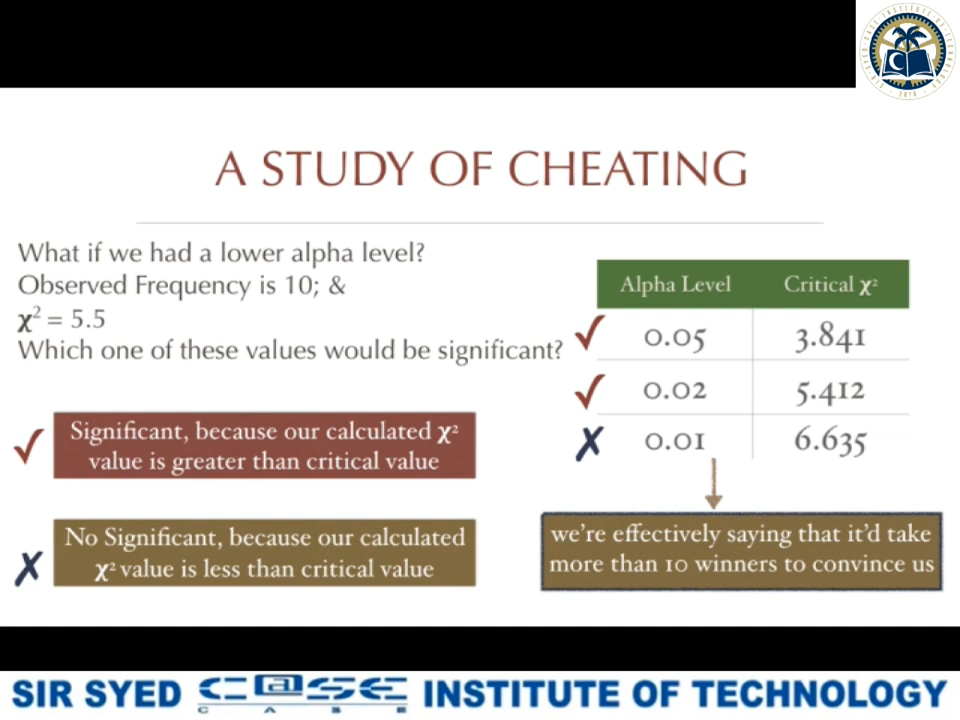 A STUDY OF CHEATING
What if we had a lower alpha level?
Observed Frequency is 10; &
χ² = 5.5
Which one of these values would be significant?
Significant, because our calculated χ²
value is greater than critical value
No Significant, because our calculated
χ² value is less than critical value
Alpha Level Critical χ²
0.05 3.841
0.02 5.412
0.01 6.635
we're effectively saying that it'd take
more than 10 winners to convince us
SIR SYED C@SE INSTITUTE OF TECHNOLOGY
C A S E